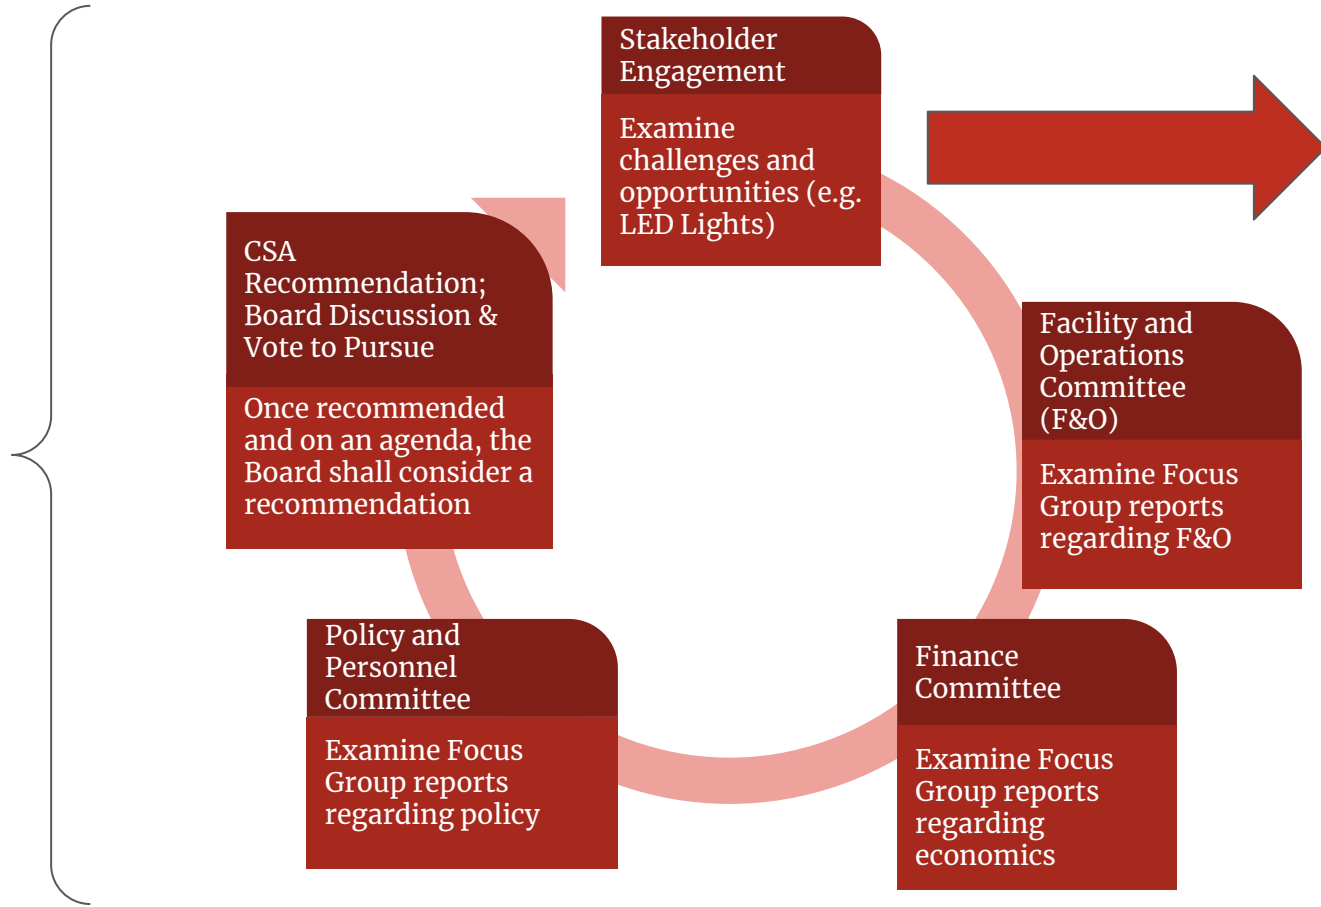 Stakeholder
Engagement
Examine
challenges and
opportunities (e.g.
LED Lights)
Facility and
Operations
Committee
(F&O)
Examine Focus
Group reports
regarding F&O
Finance
Committee
Examine Focus
Group reports
regarding
economics
Policy and
Personnel
Committee
Examine Focus
Group reports
regarding policy
CSA
Recommendation;
Board Discussion &
Vote to Pursue
Once recommended
and on an agenda, the
Board shall consider a
recommendation